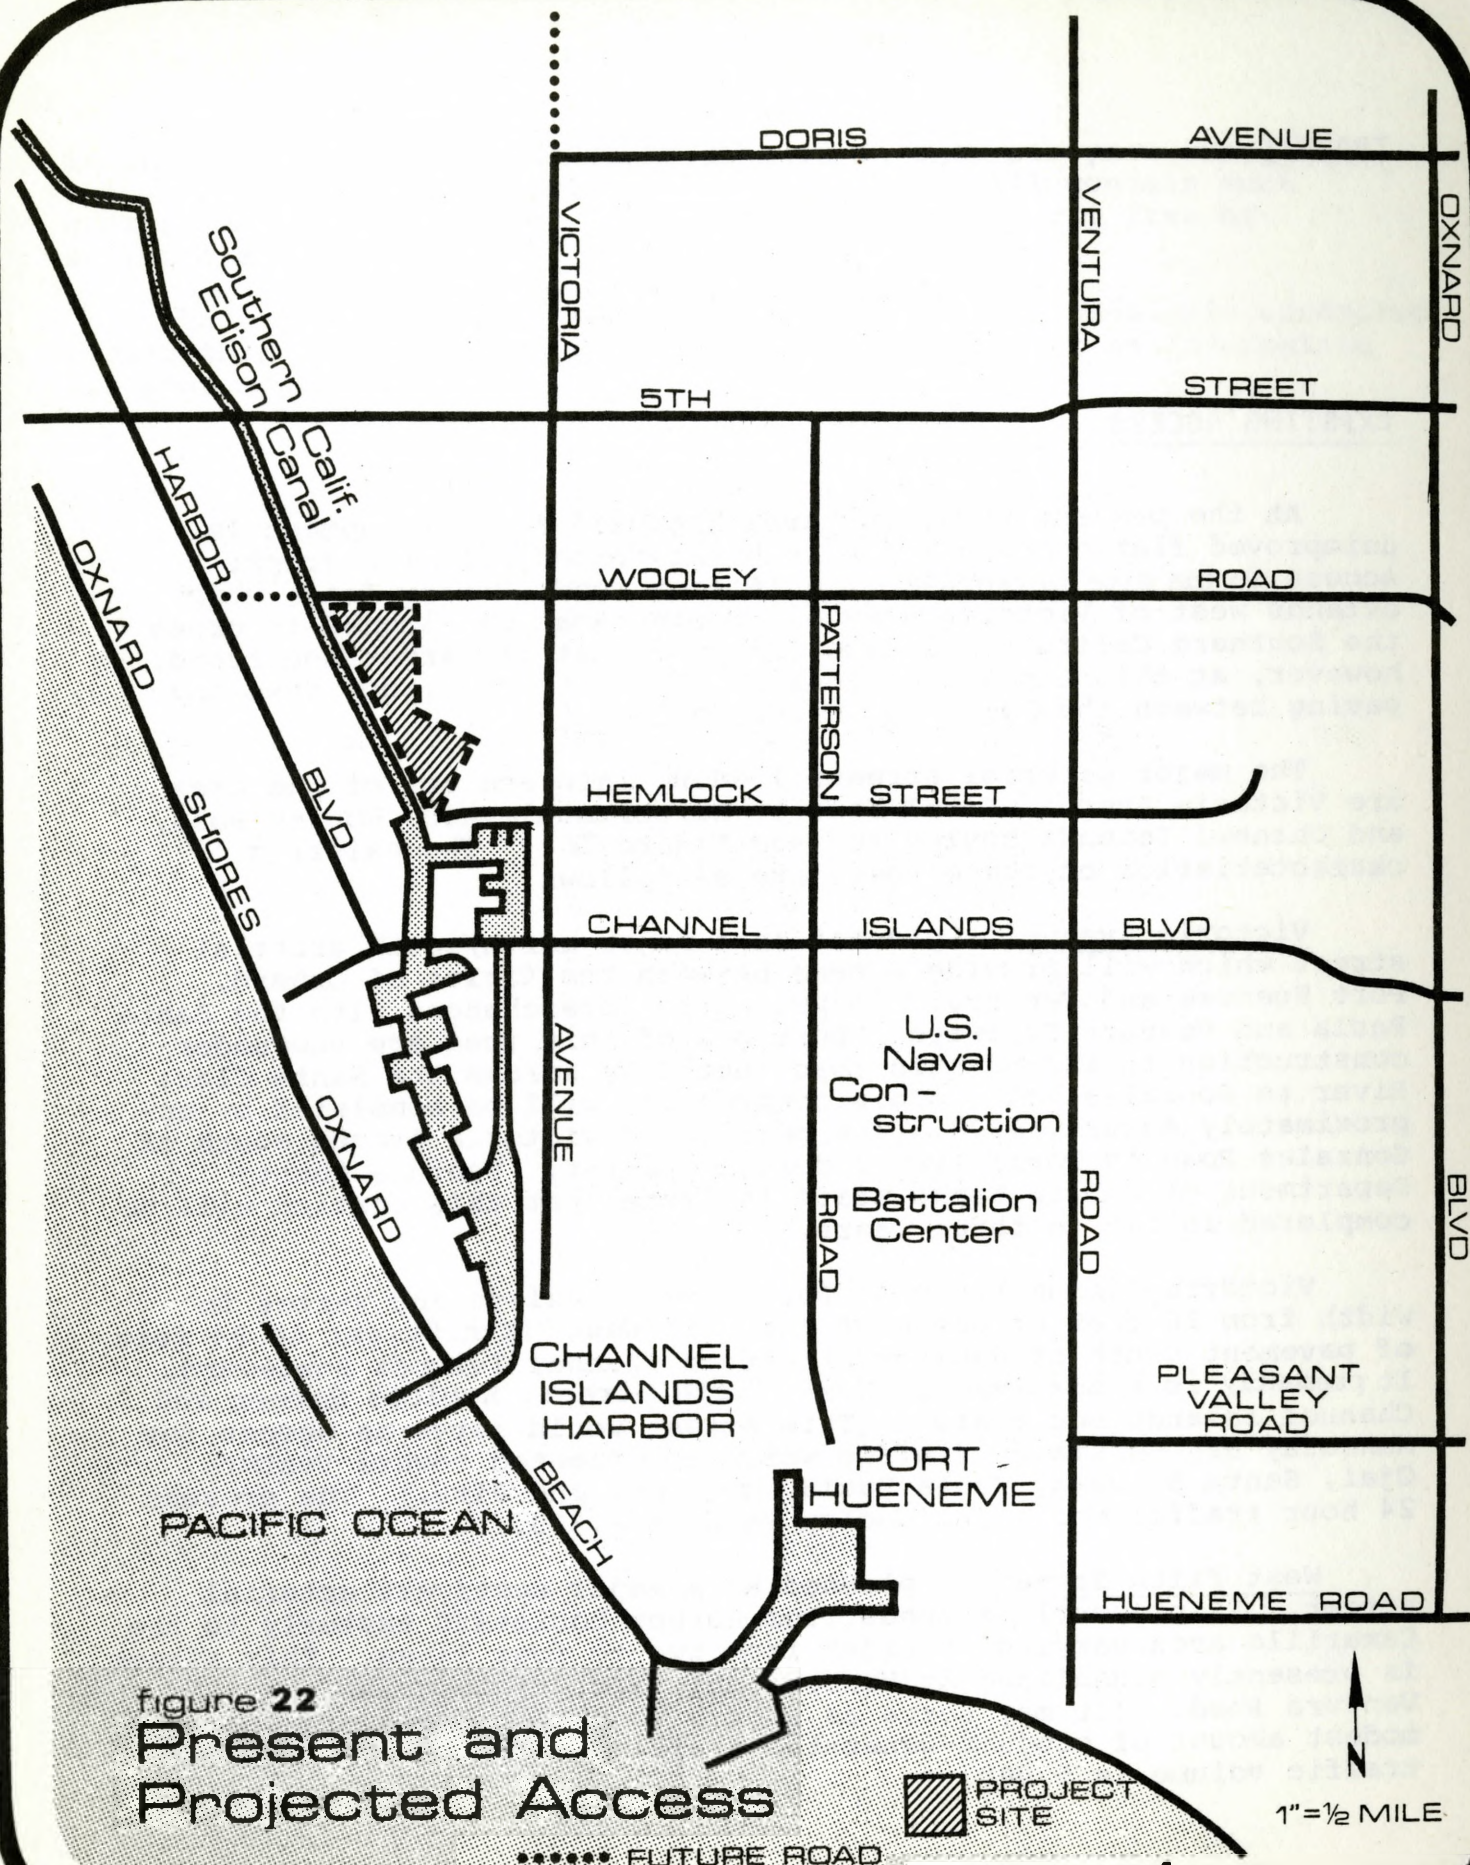 DORIS AVENUE
VICTORIA
VENTURA
OXNARD
Southern Calif.
Edison Canal
5TH STREET
HARBOR
WOOLEY ROAD
OXNARD
PATTERSON
HEMLOCK STREET
BLVD
SHORES
CHANNEL ISLANDS BLVD
AVENUE
U.S.
Naval
Con-
struction
Battalion
Center
OXNARD
ROAD
ROAD
BLVD
CHANNEL
ISLANDS
HARBOR
PLEASANT
VALLEY
ROAD
PORT
HUENEME
BEACH
PACIFIC OCEAN
HUENEME ROAD
figure 22
Present and
Projected Access
N
PROJECT
SITE
1"=½ MILE
FUTURE ROAD